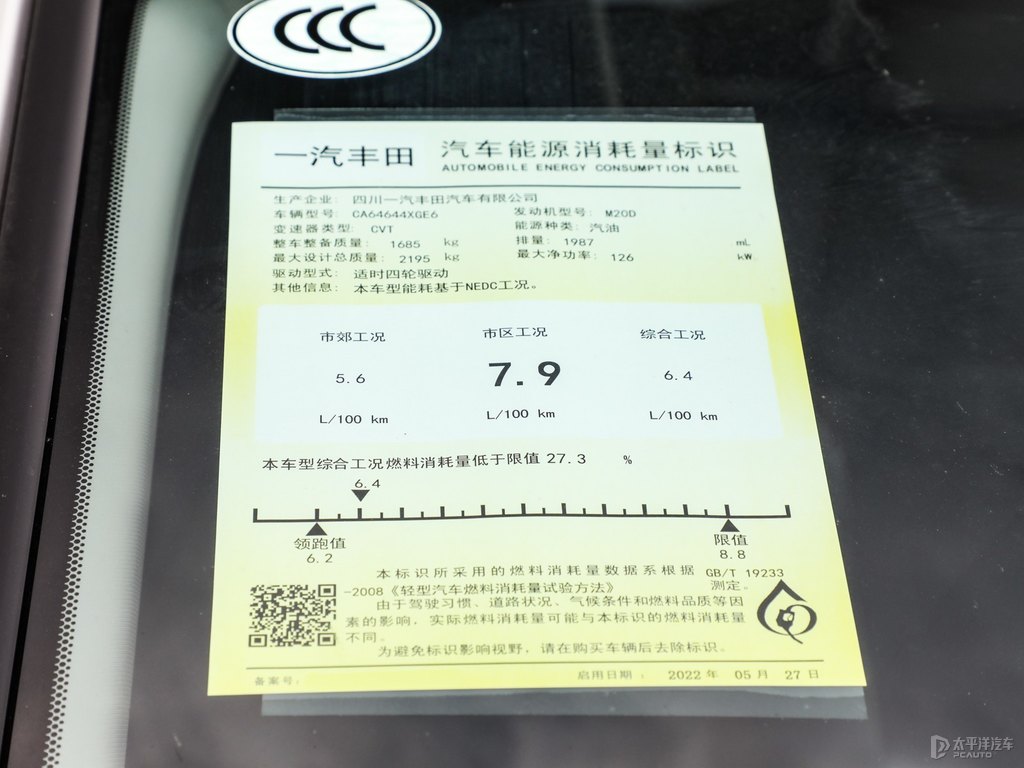 CCC
一汽丰田
汽车能源消耗量标识
AUTOMOBILE ENERGY CONSUMPTION LABEL
生产企业: 四川一汽丰田汽车有限公司
车辆型号: CA64644XGE6 发动机型号: M20D
变速器类型: CVT 能源种类: 汽油
整车整备质量: 1685 kg 排量: 1987 mL
最大设计总质量: 2195 kg 最大净功率: 126 kW
驱动型式: 适时四轮驱动
其他信息: 本车型能耗基于NEDC工况。
市郊工况 市区工况 综合工况
5.6 7.9 6.4
L/100 km L/100 km L/100 km
本车型综合工况燃料消耗量低于限值 27.3 %
6.4
领跑值 限值
6.2 8.8
本标识所采用的燃料消耗量数据系根据 GB/T 19233
-2008《轻型汽车燃料消耗量试验方法》 测定。
由于驾驶习惯、道路状况、气候条件和燃料品质等因
素的影响，实际燃料消耗量可能与本标识的燃料消耗量
不同。
为避免标识影响视野，请在购买车辆后去除标识。
备案号: 启用日期: 2022 年 05 月 27 日
太平洋汽车
PCAUTO